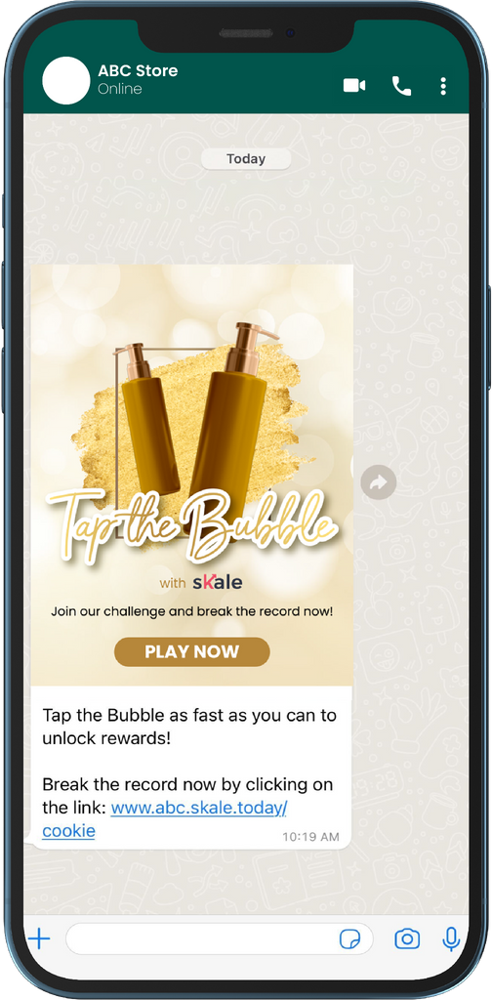 ABC Store
Online
Today
Tap the Bubble
with skale
Join our challenge and break the record now!
PLAY NOW
Tap the Bubble as fast as you can to
unlock rewards!
Break the record now by clicking on
the link: www.abc.skale.today/
cookie
10:19 AM